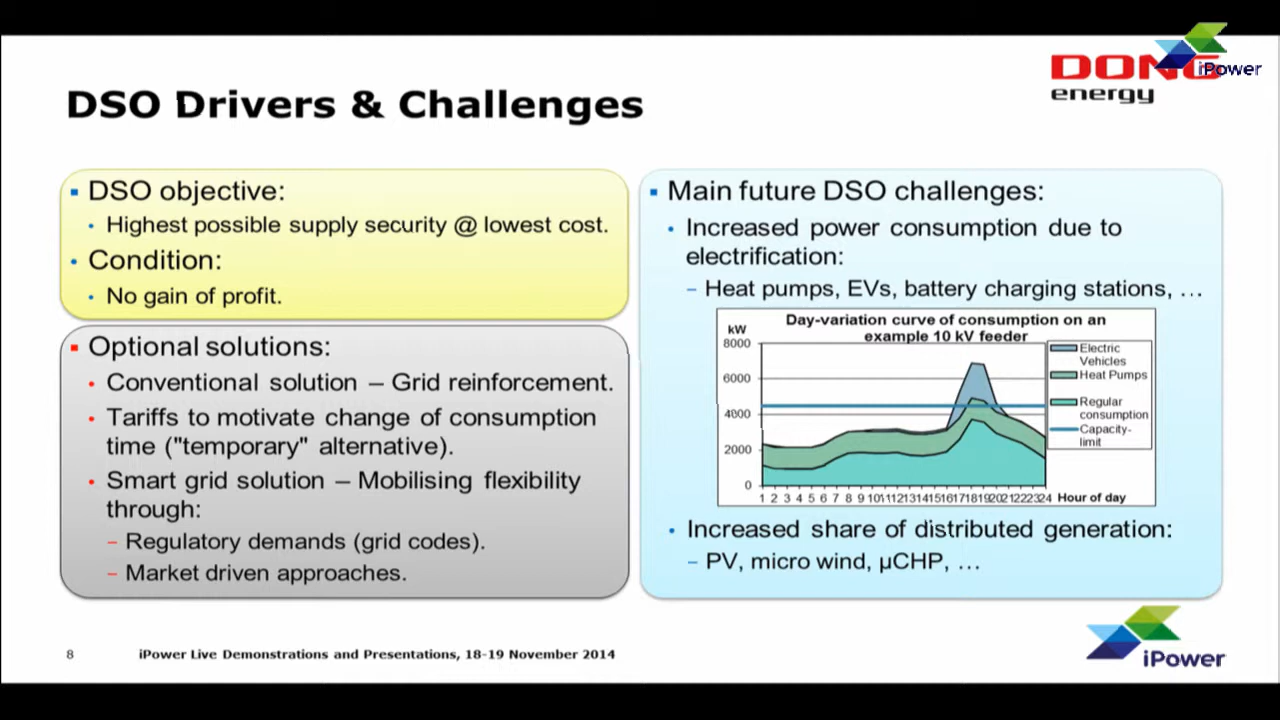 DONG
energy
iPower
DSO Drivers & Challenges
DSO objective:
Highest possible supply security @ lowest cost.
Condition:
No gain of profit.
Optional solutions:
Conventional solution – Grid reinforcement.
Tariffs to motivate change of consumption
time ("temporary" alternative).
Smart grid solution – Mobilising flexibility
through:
– Regulatory demands (grid codes).
– Market driven approaches.
Main future DSO challenges:
Increased power consumption due to
electrification:
– Heat pumps, EVs, battery charging stations, …
Day-variation curve of consumption on an
example 10 kV feeder
kW
8000
6000
4000
2000
0
1 2 3 4 5 6 7 8 9 10 11 12 13 14 15 16 17 18 19 20 21 22 23 24 Hour of day
Electric
Vehicles
Heat Pumps
Regular
consumption
Capacity-
limit
Increased share of distributed generation:
– PV, micro wind, µCHP, …
8
iPower Live Demonstrations and Presentations, 18-19 November 2014
iPower